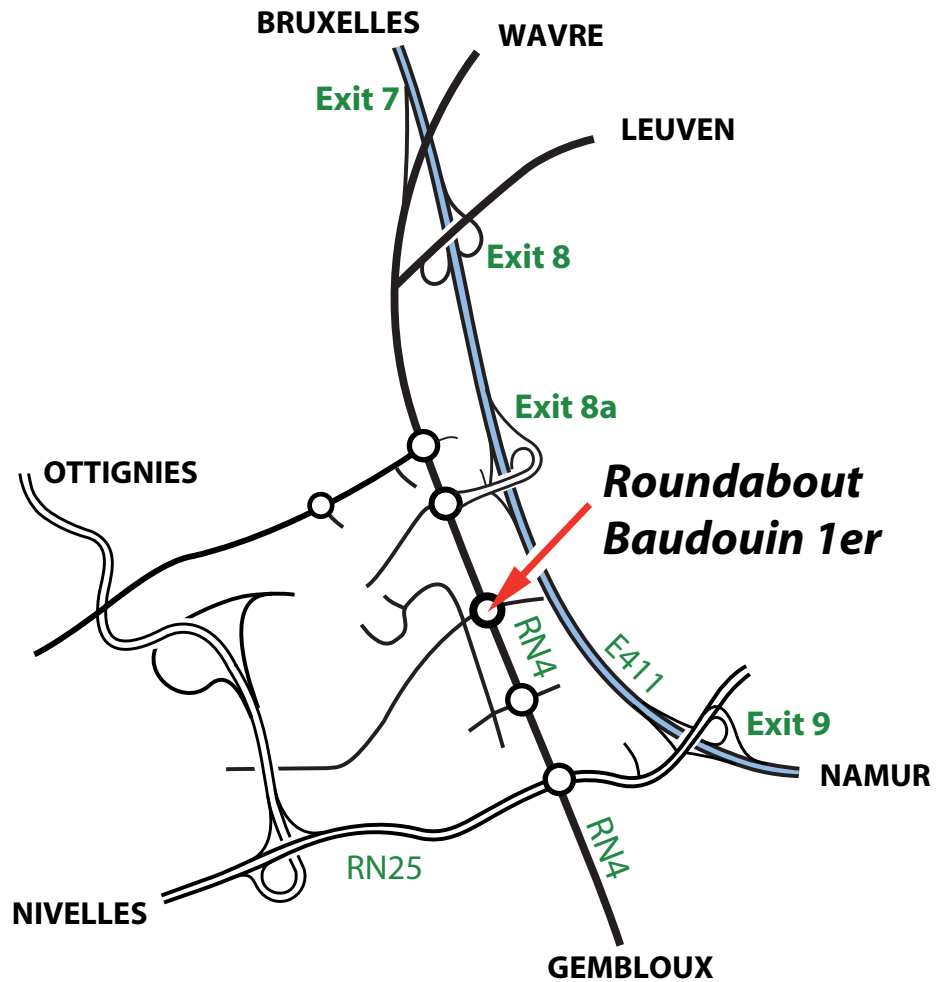 BRUXELLES
WAVRE
Exit 7
LEUVEN
Exit 8
Exit 8a
OTTIGNIES
Roundabout
Baudouin 1er
RN4
E411
Exit 9
NAMUR
RN4
RN25
NIVELLES
GEMBLOUX